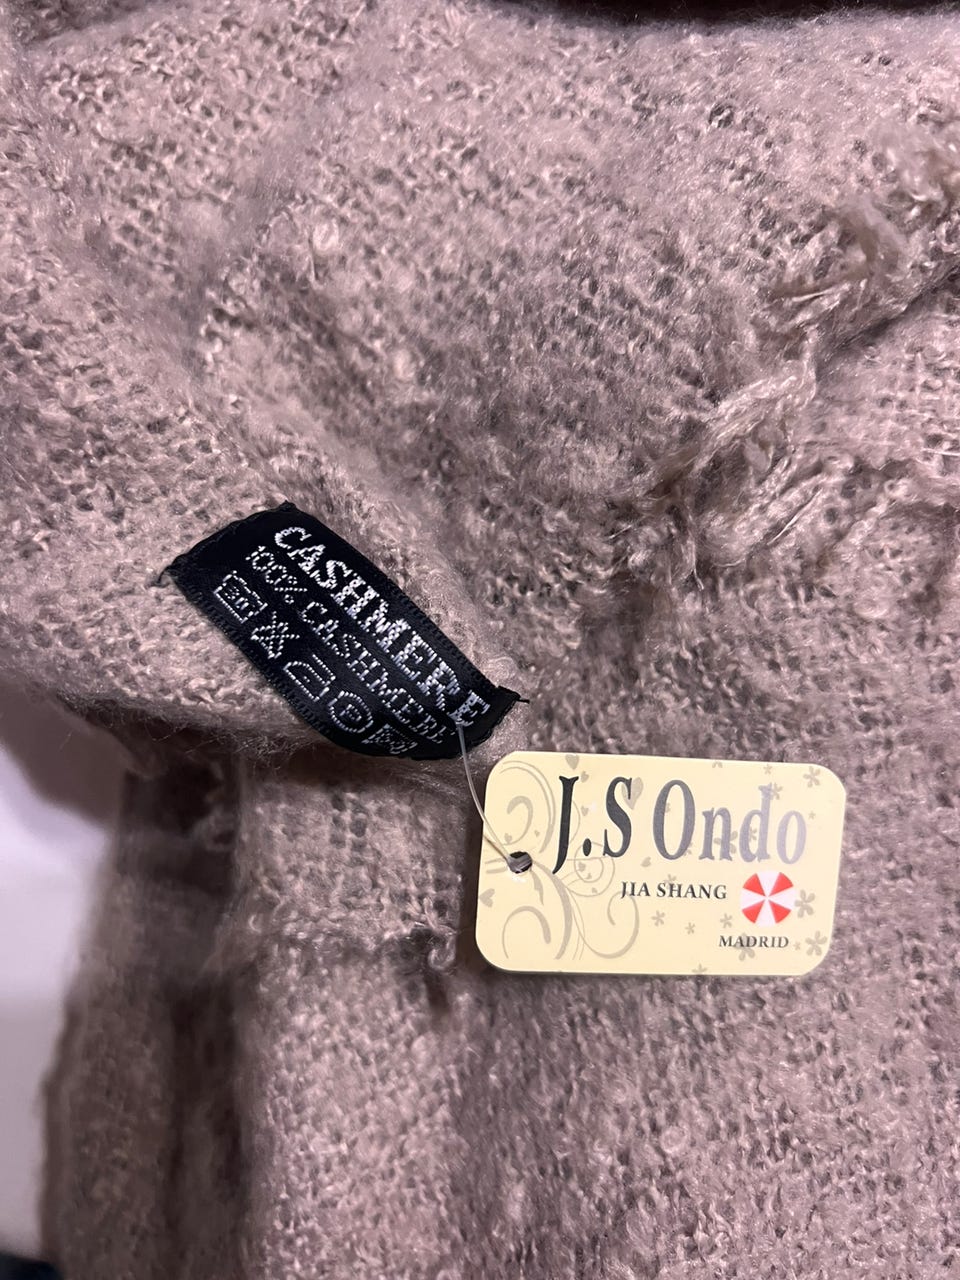 CASHMERE
100% CASHMERE
J.S Ondo
JIA SHANG
MADRID